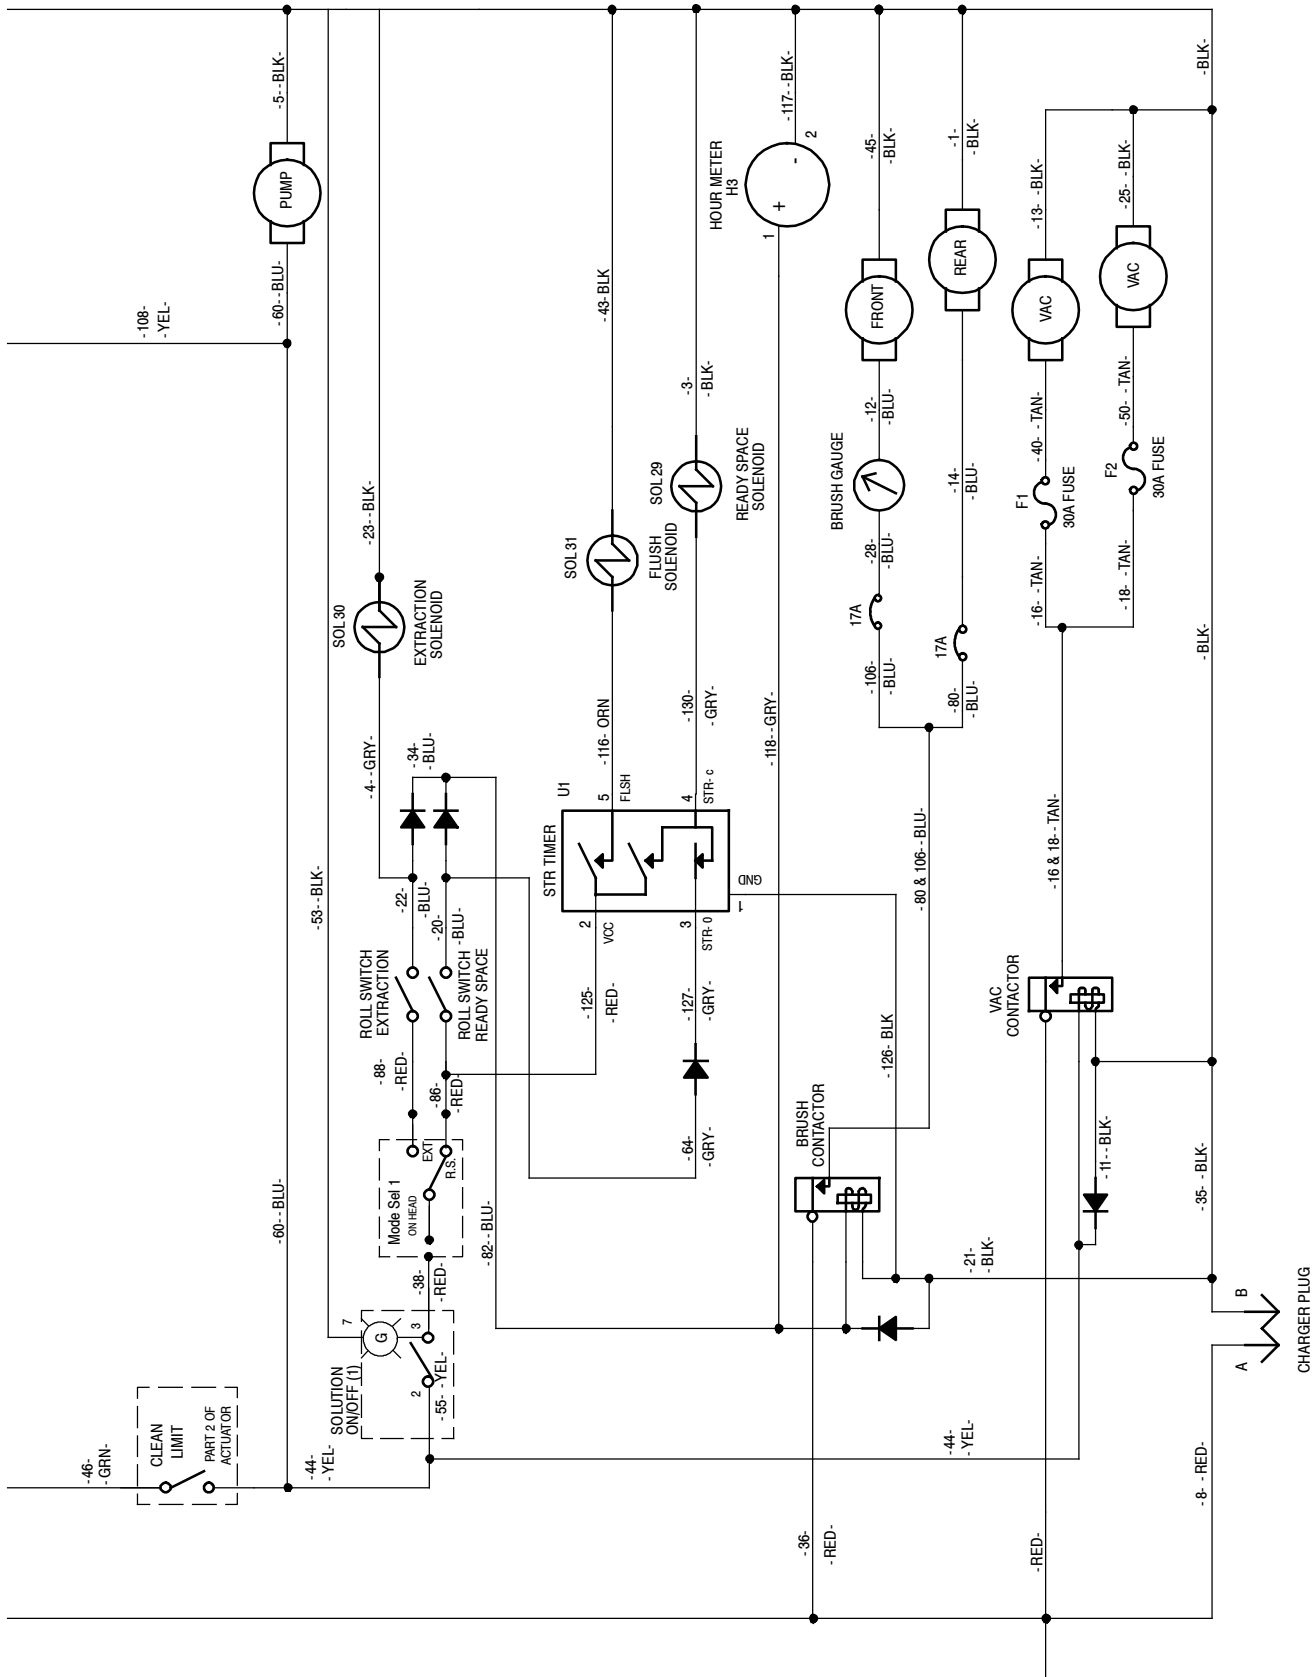 -5- -BLK-
PUMP
-60- -BLU-
-108-
-YEL-
-53- -BLK-
-23- -BLK-
SOL 30
EXTRACTION
SOLENOID
-4- -GRY-
-34-
-BLU-
-22-
-BLU-
-20-
-BLU-
ROLL SWITCH
EXTRACTION
ROLL SWITCH
READY SPACE
-88-
-RED-
-86-
-RED-
Mode Sel 1
ON HEAD
EXT
R.S.
-38-
-RED-
-82- -BLU-
-60- -BLU-
SOLUTION
ON/OFF (1)
7
G
3
2
-55- -YEL-
CLEAN
LIMIT
PART 2 OF
ACTUATOR
-46-
-GRN-
-44-
-YEL-
-43- BLK
SOL 31
FLUSH
SOLENOID
-3-
-BLK-
SOL 29
READY SPACE
SOLENOID
-116- ORN
-130-
-GRY-
STR TIMER
U1
5
FLSH
4
STR- c
2
VCC
3
STR- 0
1
GND
-125-
-RED-
-127-
-GRY-
-64-
-GRY-
-126- BLK
HOUR METER
H3
-117- -BLK-
2
-
+
1
-118- -GRY-
-45-
-BLK-
FRONT
-12-
-BLU-
BRUSH GAUGE
-28-
-BLU-
17A
-106-
-BLU-
-1-
-BLK-
REAR
-14-
-BLU-
17A
-80-
-BLU-
-80 & 106- -BLU-
BRUSH
CONTACTOR
-36-
-RED-
-21-
-BLK-
-13- -BLK-
VAC
-40- -TAN-
F1
30A FUSE
-16- -TAN-
-25- -BLK-
VAC
-50- -TAN-
F2
30A FUSE
-18- -TAN-
-16 & 18- -TAN-
VAC
CONTACTOR
-11- -BLK-
-44-
-YEL-
-RED-
-BLK-
-BLK-
-35- -BLK-
-8- -RED-
A
B
CHARGER PLUG